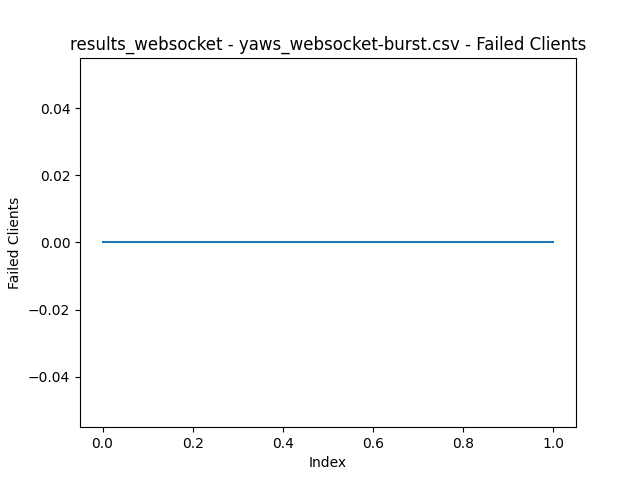 results_websocket - yaws_websocket-burst.csv - Failed Clients
0.04
0.02
0.00
−0.02
−0.04
Failed Clients
0.0 0.2 0.4 0.6 0.8 1.0
Index